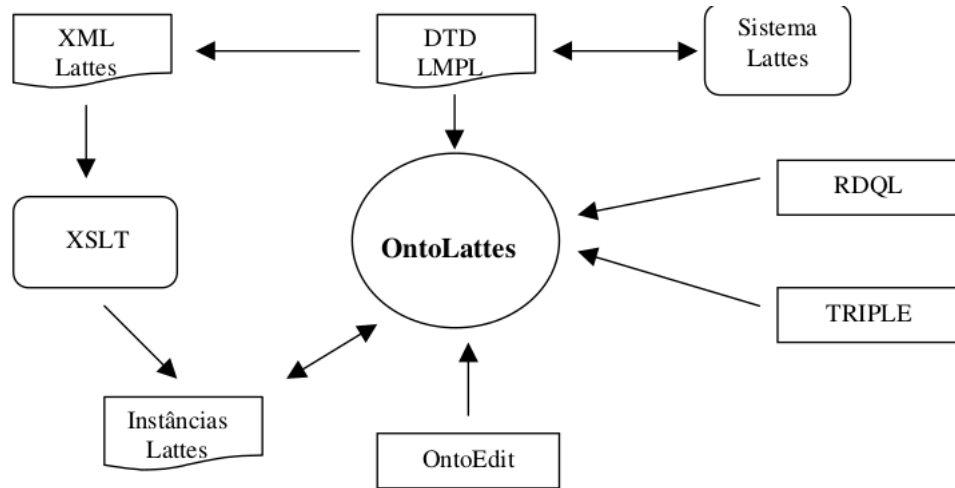 XML
Lattes
DTD
LMPL
Sistema
Lattes
RDQL
XSLT
OntoLattes
TRIPLE
Instâncias
Lattes
OntoEdit